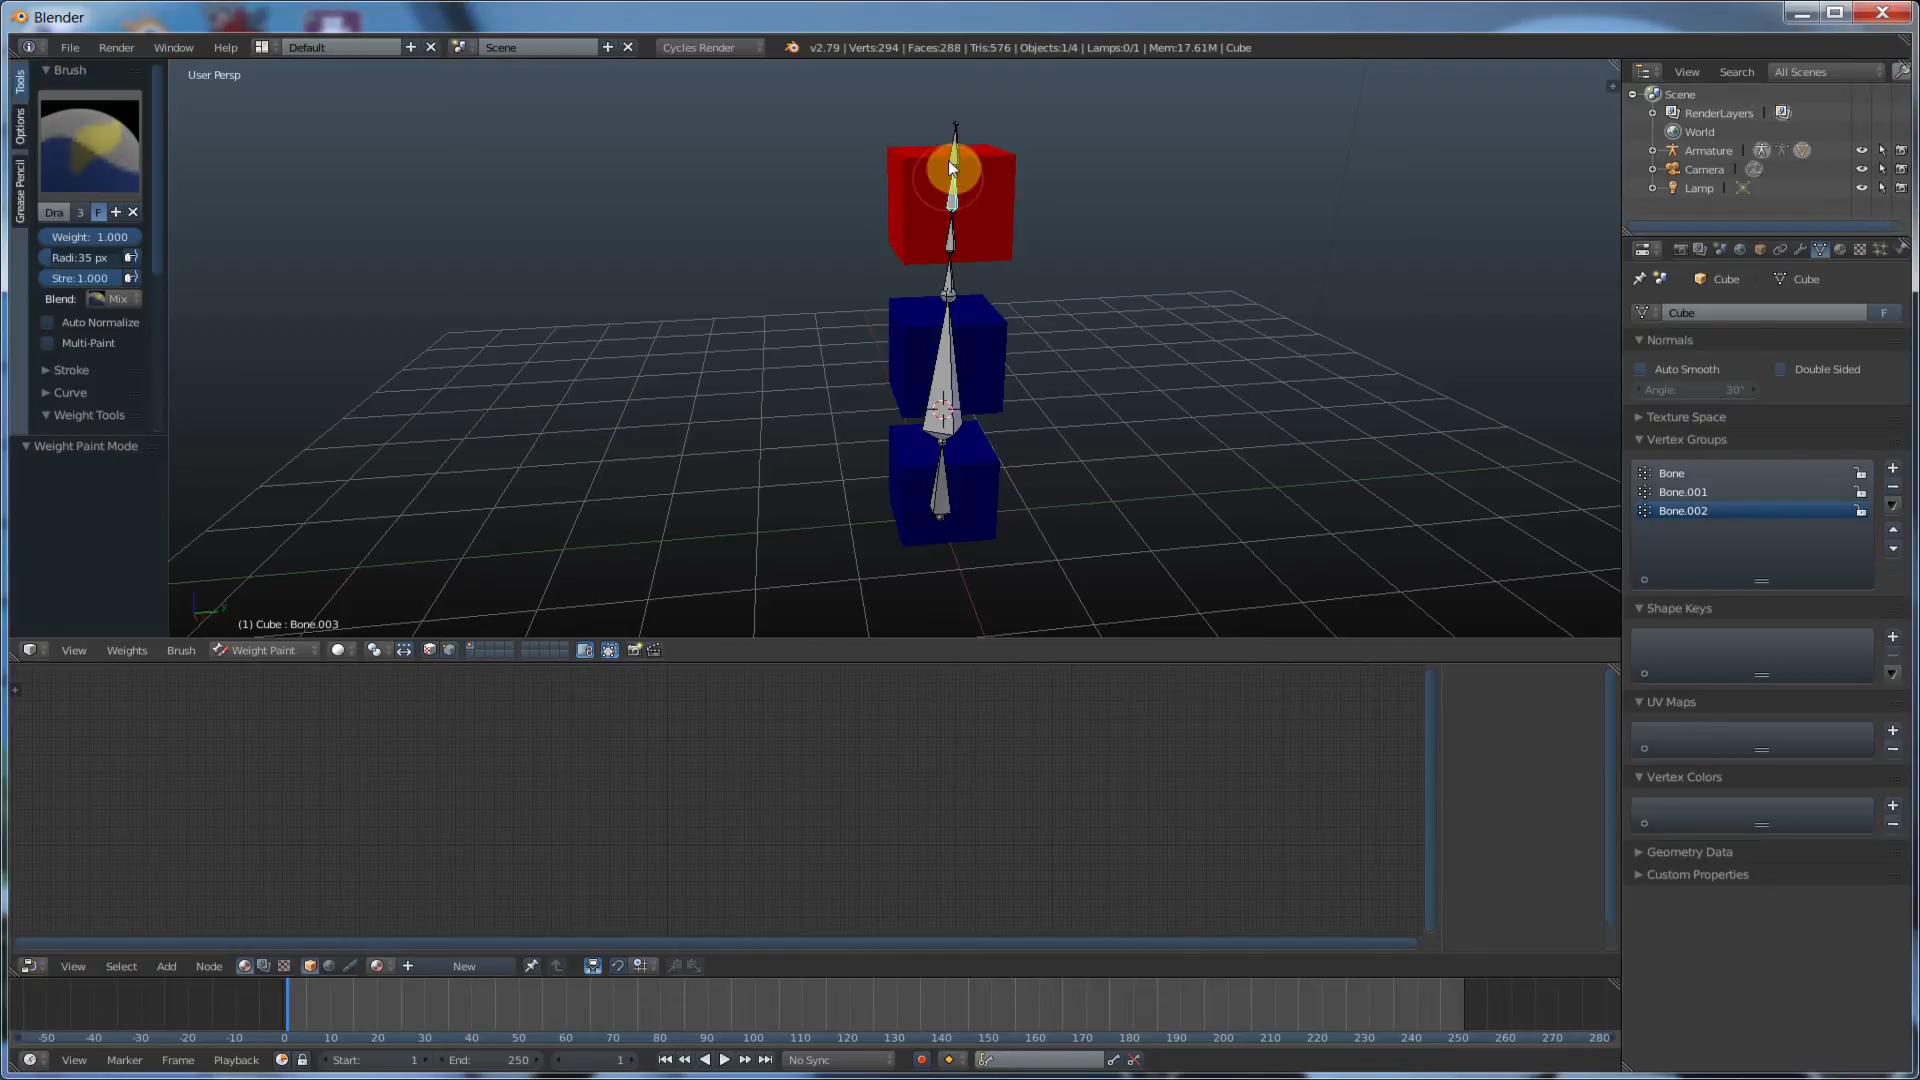 Blender
File Render Window Help Default Scene Cycles Render v2.79 | Verts:294 | Faces:288 | Tris:576 | Objects:1/4 | Lamps:0/1 | Mem:17.61M | Cube
Tools
Options
Grease Pencil
Brush
Dra 3 F
Weight: 1.000
Radi:35 px
Stre:1.000
Blend: Mix
Auto Normalize
Multi-Paint
Stroke
Curve
Weight Tools
Weight Paint Mode
User Persp
(1) Cube : Bone.003
View Weights Brush Weight Paint
View Search All Scenes
Scene
RenderLayers
World
Armature
Camera
Lamp
Cube Cube
Cube F
Normals
Auto Smooth Double Sided
Angle: 30°
Texture Space
Vertex Groups
Bone
Bone.001
Bone.002
Shape Keys
UV Maps
Vertex Colors
Geometry Data
Custom Properties
View Select Add Node New
-50 -40 -30 -20 -10 0 10 20 30 40 50 60 70 80 90 100 110 120 130 140 150 160 170 180 190 200 210 220 230 240 250 260 270 280
View Marker Frame Playback Start: 1 End: 250 1 No Sync